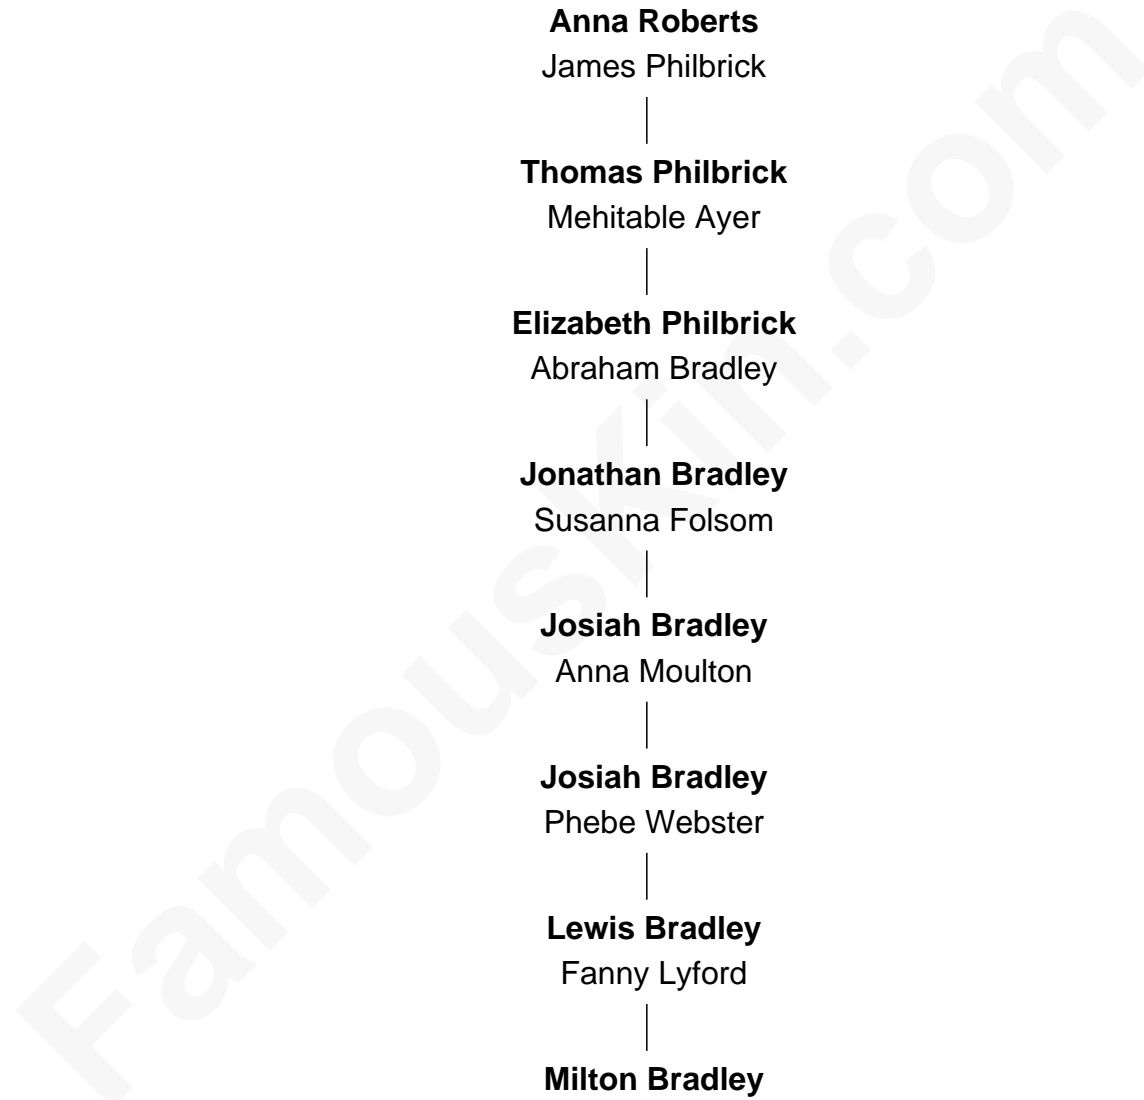 Anna Roberts
James Philbrick
Thomas Philbrick
Mehitable Ayer
Elizabeth Philbrick
Abraham Bradley
Jonathan Bradley
Susanna Folsom
Josiah Bradley
Anna Moulton
Josiah Bradley
Phebe Webster
Lewis Bradley
Fanny Lyford
Milton Bradley
FamousKin.com